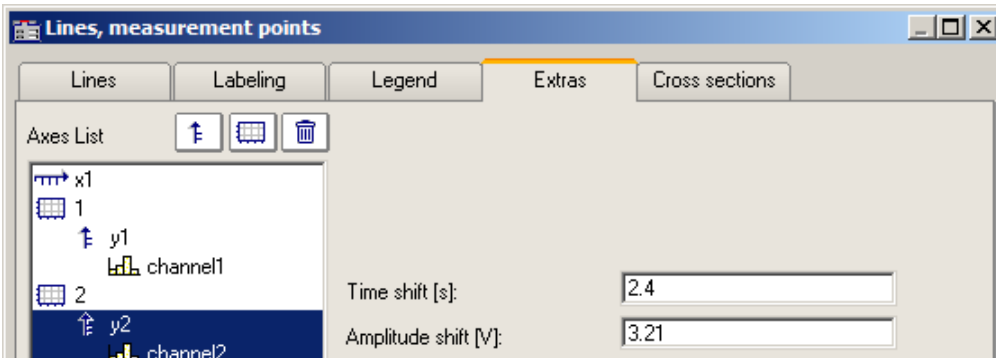 Lines, measurement points
Lines Labeling Legend Extras Cross sections
Axes List
x1
1
y1
channel1
2
Time shift [s]: 2.4
y2
Amplitude shift [V]: 3.21
channel2